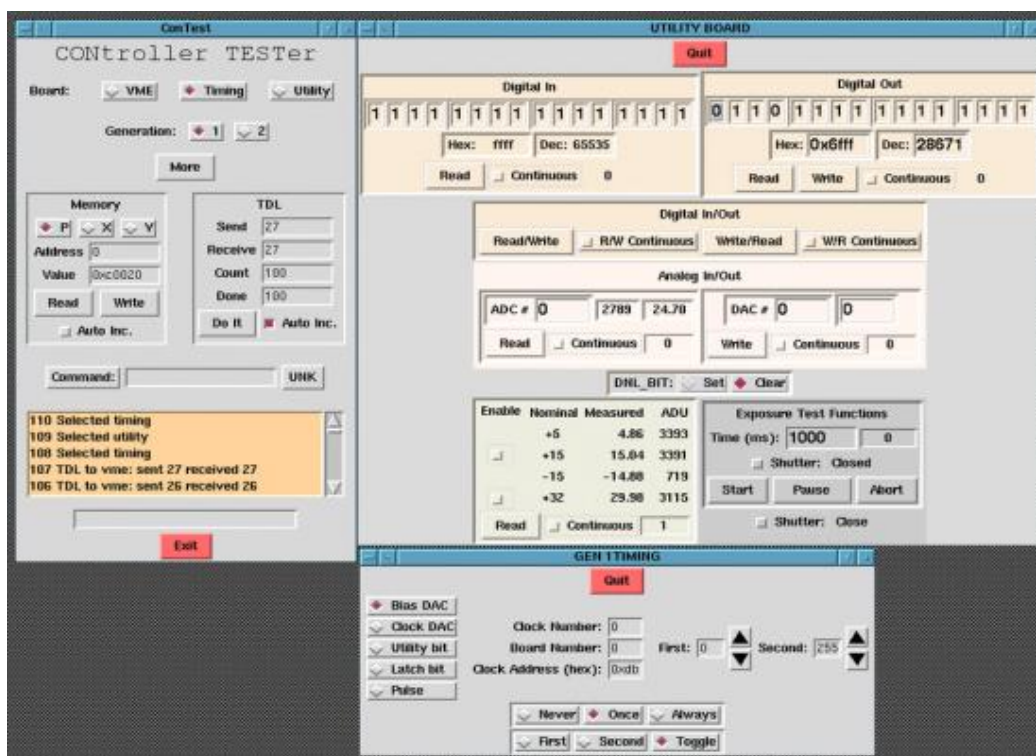 ConTest
CONtroller TESTer
Board: VME Timing Utility
Generation: 1 2
More
Memory
P X Y
Address 0
Value 0xc0020
Read Write
Auto Inc.
TDL
Send 27
Receive 27
Count 100
Done 100
Do It Auto Inc.
Command: UNK
110 Selected timing
109 Selected utility
108 Selected timing
107 TDL to vme: sent 27 received 27
106 TDL to vme: sent 26 received 26
Exit
UTILITY BOARD
Quit
Digital In
1 1 1 1 1 1 1 1 1 1 1 1 1 1 1 1
Hex: ffff Dec: 65535
Read Continuous 0
Digital Out
0 1 1 0 1 1 1 1 1 1 1 1 1 1 1 1
Hex: 0x6fff Dec: 28671
Read Write Continuous 0
Digital In/Out
Read/Write R/W Continuous Write/Read W/R Continuous
Analog In/Out
ADC # 0 2789 24.70
Read Continuous 0
DAC # 0 0
Write Continuous 0
DNL_BIT: Set Clear
Enable Nominal Measured ADU
+5 4.86 3393
+15 15.04 3391
-15 -14.88 719
+32 29.98 3115
Read Continuous 1
Exposure Test Functions
Time (ms): 1000 0
Shutter: Closed
Start Pause Abort
Shutter: Close
GEN 1TIMING
Quit
Bias DAC
Clock DAC
Utility bit
Latch bit
Pulse
Clock Number: 0
Board Number: 0
Clock Address (hex): 0xdb
First: 0 Second: 255
Never Once Always
First Second Toggle